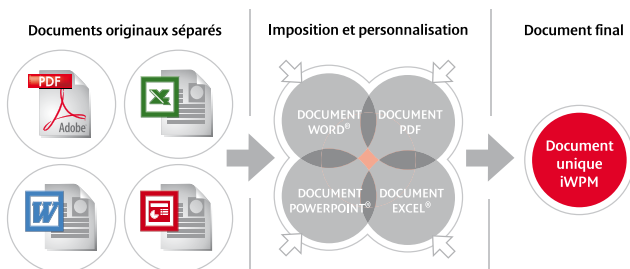 Documents originaux séparés
Imposition et personnalisation
Document final
PDF
Adobe
X
W
DOCUMENT
WORD®
DOCUMENT
PDF
DOCUMENT
POWERPOINT®
DOCUMENT
EXCEL®
Document
unique
iWPM